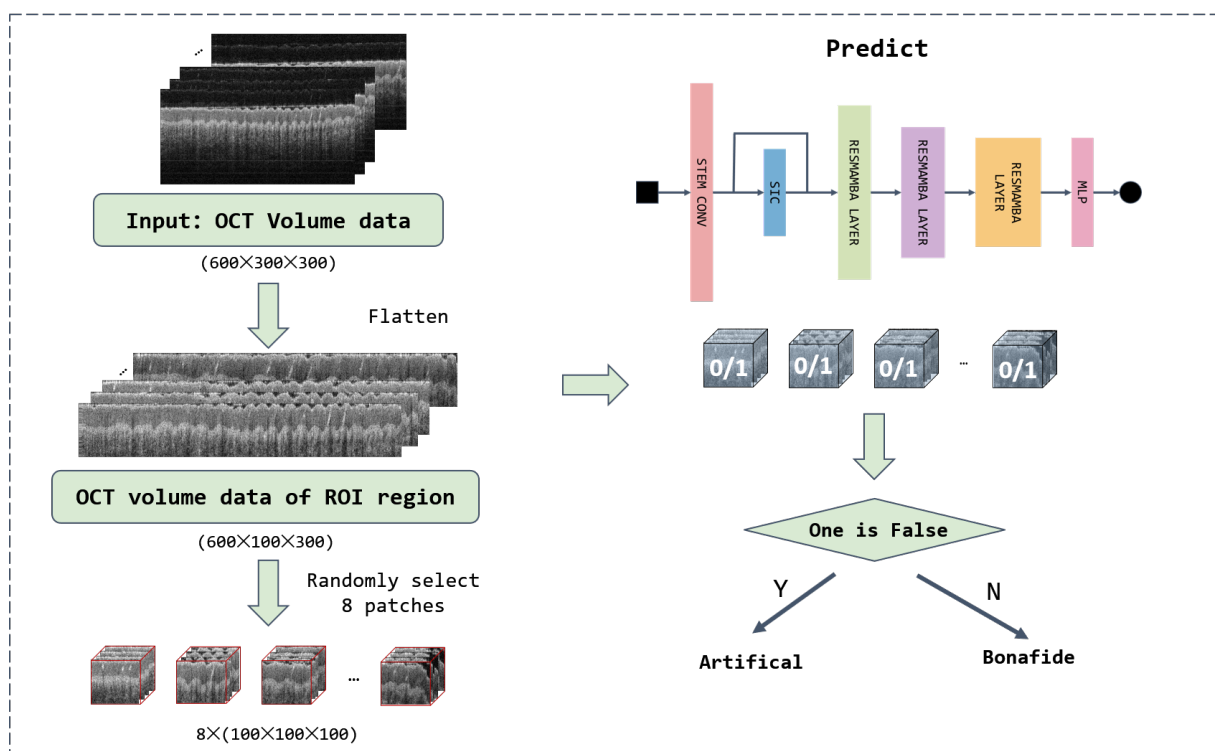 Input: OCT Volume data
(600×300×300)
Flatten
OCT volume data of ROI region
(600×100×300)
Randomly select
8 patches
...
8×(100×100×100)
Predict
STEM CONV
SIC
RESMAMBA LAYER
RESMAMBA LAYER
RESMAMBA
LAYER
MLP
0/1
0/1
0/1
...
0/1
One is False
Y
N
Artifical
Bonafide